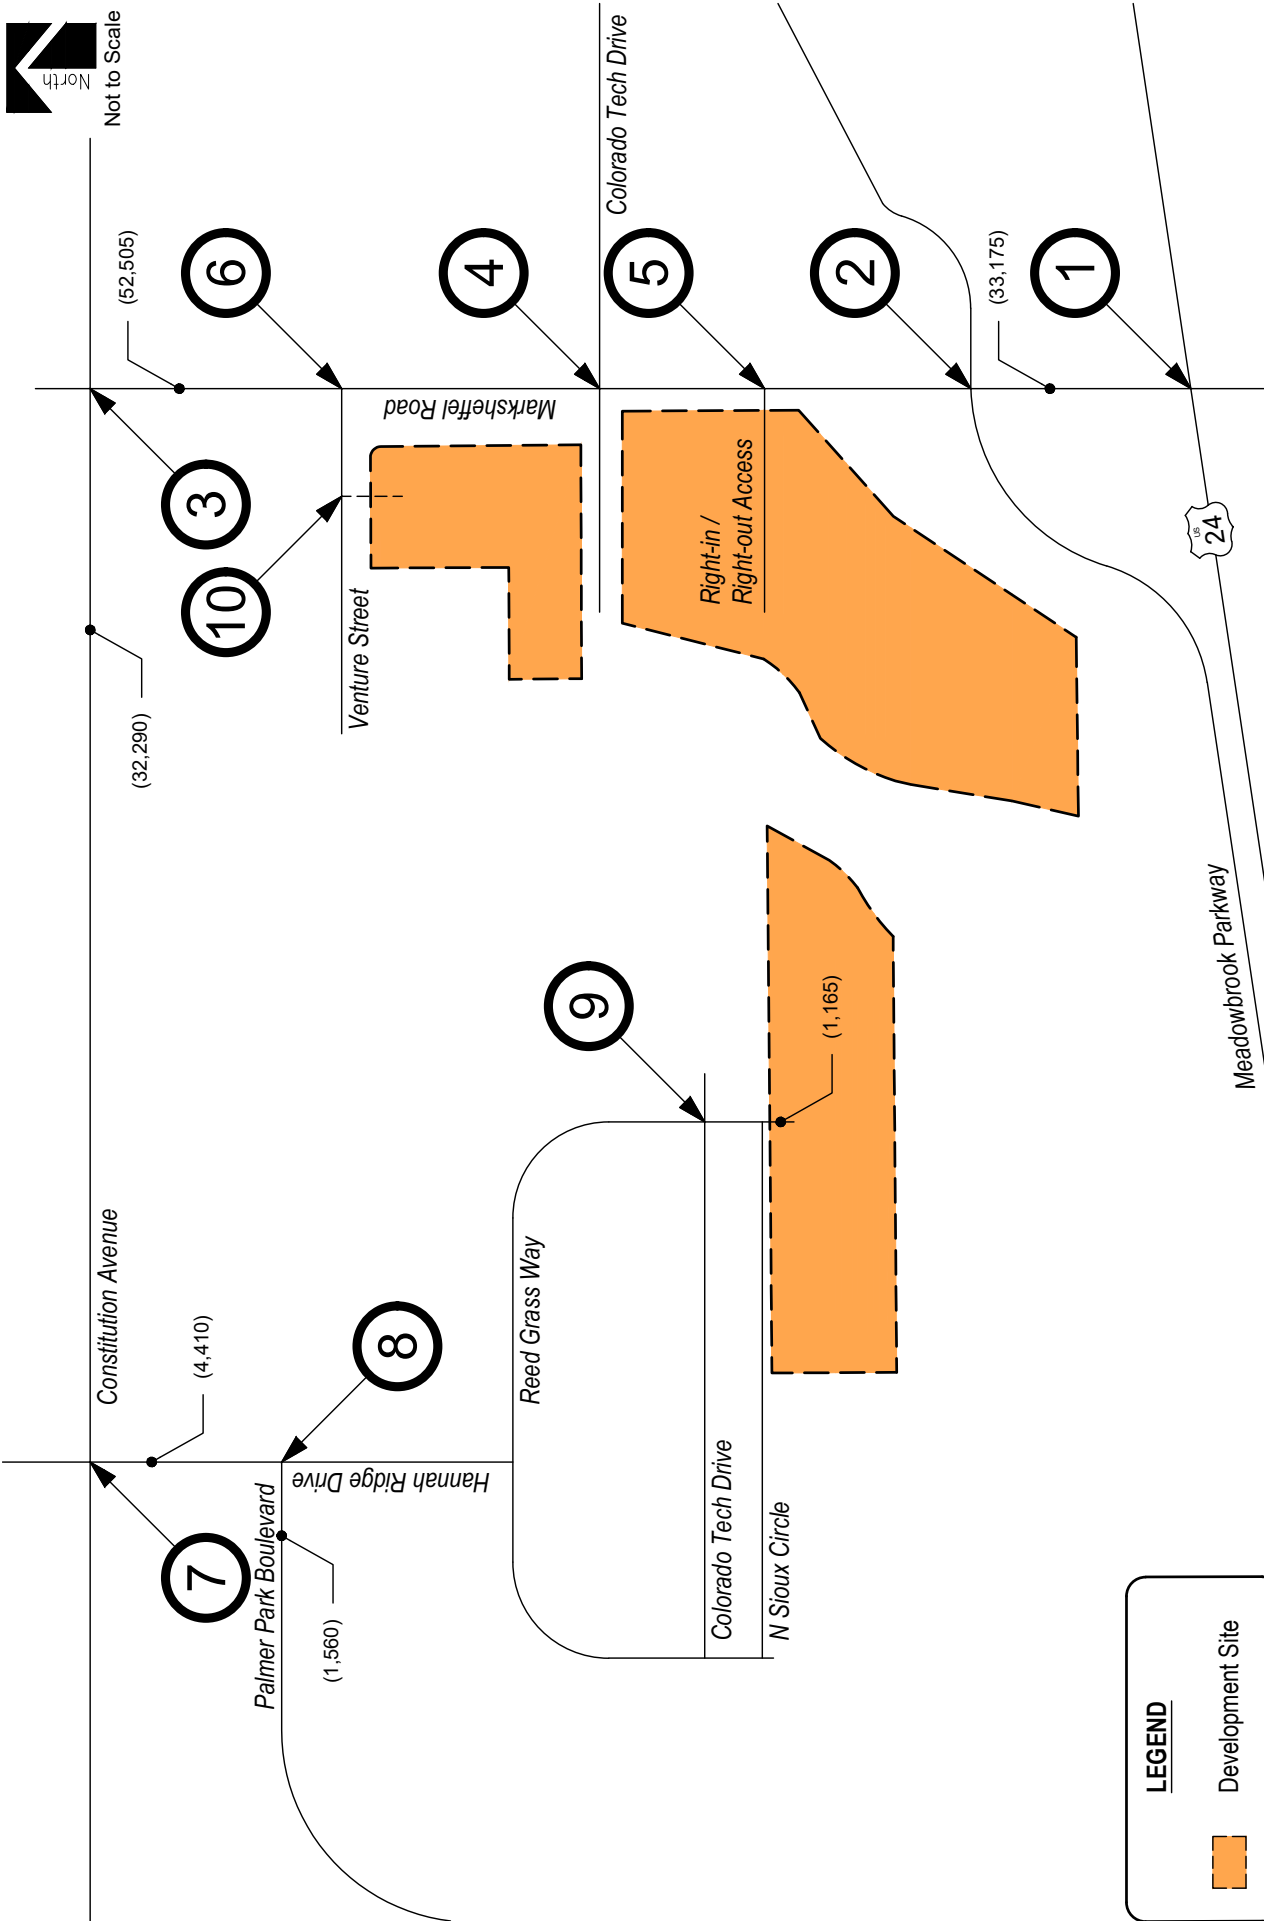 North
Not to Scale
Constitution Avenue
(52,505)
(32,290)
(4,410)
3
6
10
7
8
Venture Street
Marksheffel Road
4
Colorado Tech Drive
5
Right-in /
Right-out Access
2
(33,175)
1
US
24
Meadowbrook Parkway
Palmer Park Boulevard
(1,560)
Hannah Ridge Drive
Reed Grass Way
9
(1,165)
Colorado Tech Drive
N Sioux Circle
LEGEND
Development Site